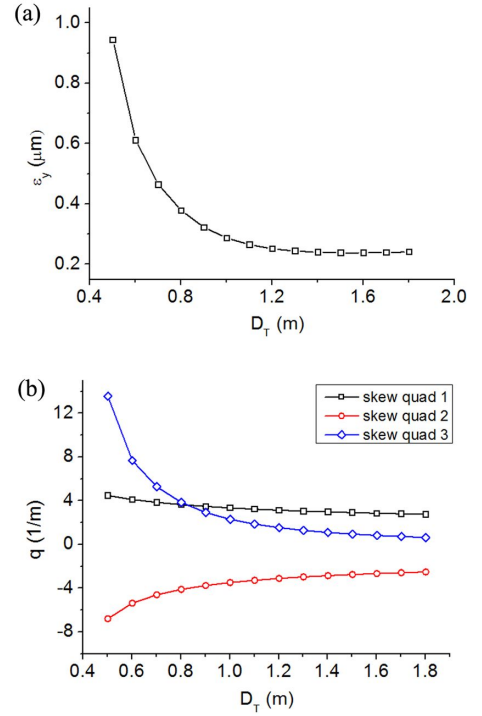 (a)
1.0
0.8
0.6
0.4
0.2
εy (μm)
0.4 0.8 1.2 1.6 2.0
DT (m)
(b)
skew quad 1
skew quad 2
skew quad 3
12
8
4
0
-4
-8
q (1/m)
0.4 0.6 0.8 1.0 1.2 1.4 1.6 1.8
DT (m)